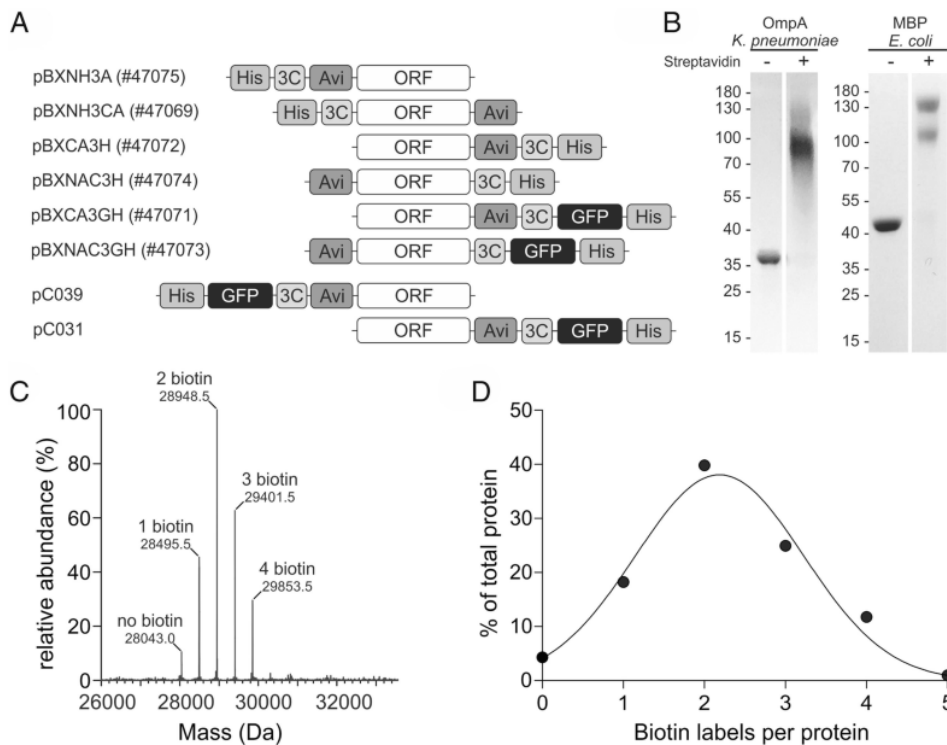 A
pBXNH3A (#47075) His 3C Avi ORF
pBXNH3CA (#47069) His 3C ORF Avi
pBXCA3H (#47072) ORF Avi 3C His
pBXNAC3H (#47074) Avi ORF 3C His
pBXCA3GH (#47071) ORF Avi 3C GFP His
pBXNAC3GH (#47073) Avi ORF 3C GFP His
pC039 His GFP 3C Avi ORF
pC031 ORF Avi 3C GFP His
B
OmpA MBP
K. pneumoniae E. coli
Streptavidin - + - +
180 180
130 130
100 100
70 70
55 55
40 40
35 35
25 25
15 15
C
relative abundance (%)
100
80
60
40
20
0
2 biotin
28948.5
3 biotin
29401.5
1 biotin
28495.5
4 biotin
29853.5
no biotin
28043.0
26000 28000 30000 32000
Mass (Da)
D
% of total protein
50
40
30
20
10
0
0 1 2 3 4 5
Biotin labels per protein